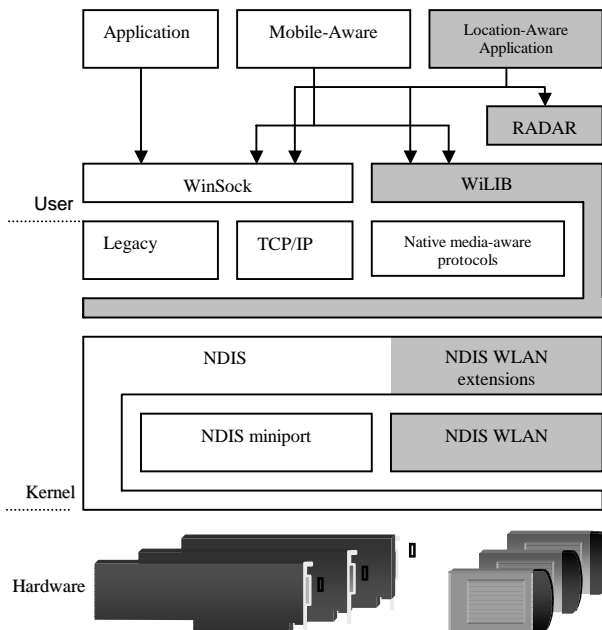 Application
Mobile-Aware
Location-Aware
Application
RADAR
WinSock
WiLIB
User
Legacy
TCP/IP
Native media-aware
protocols
NDIS
NDIS WLAN
extensions
NDIS miniport
NDIS WLAN
Kernel
Hardware